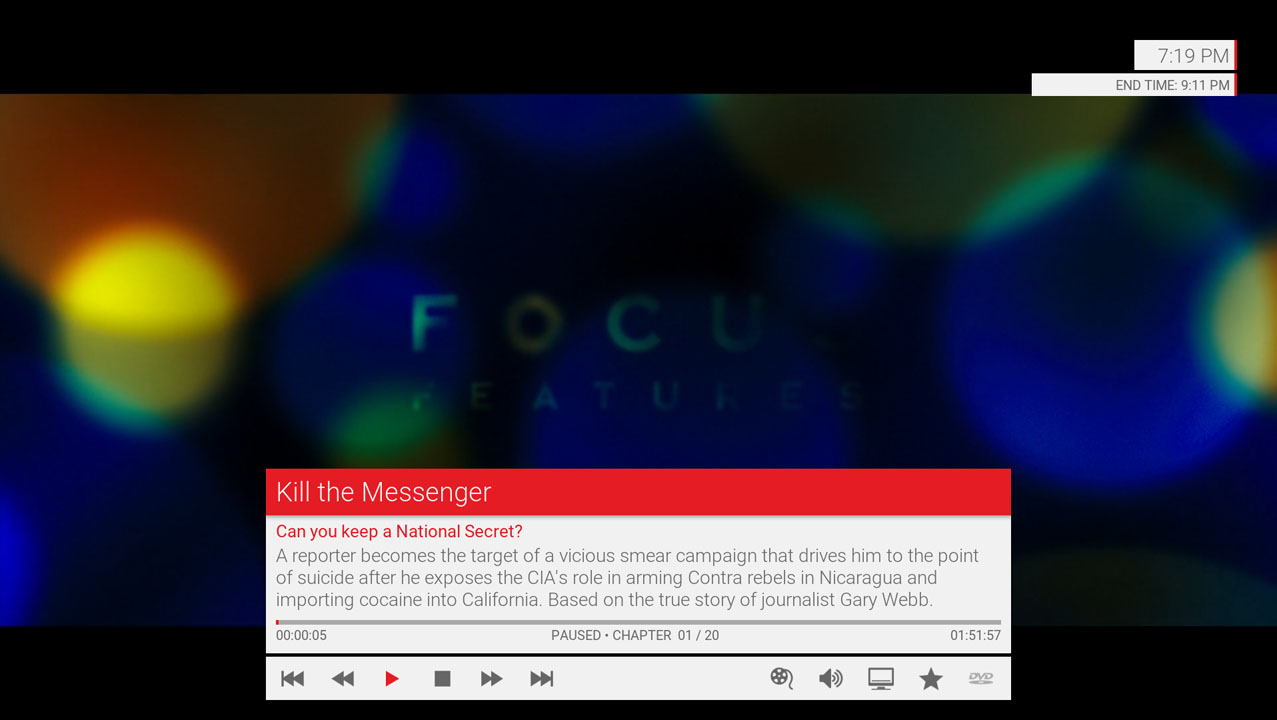 7:19 PM
END TIME: 9:11 PM
FOCU
FEATURES
Kill the Messenger
Can you keep a National Secret?
A reporter becomes the target of a vicious smear campaign that drives him to the point
of suicide after he exposes the CIA's role in arming Contra rebels in Nicaragua and
importing cocaine into California. Based on the true story of journalist Gary Webb.
00:00:05
PAUSED • CHAPTER 01 / 20
01:51:57
DVD